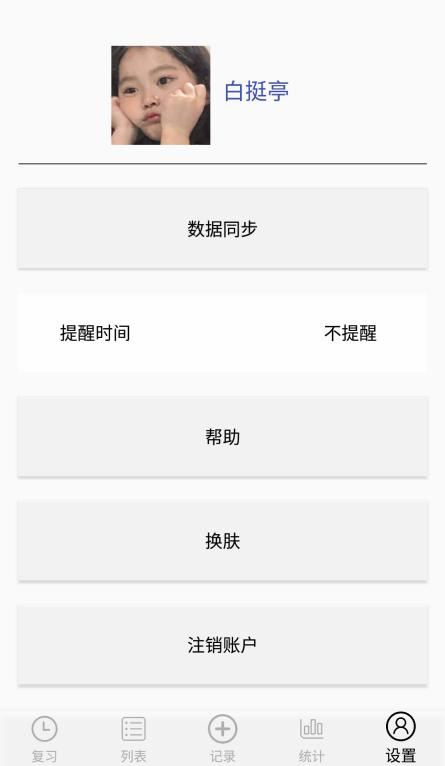 白挺亭
数据同步
提醒时间 不提醒
帮助
换肤
注销账户
复习 列表 记录 统计 设置